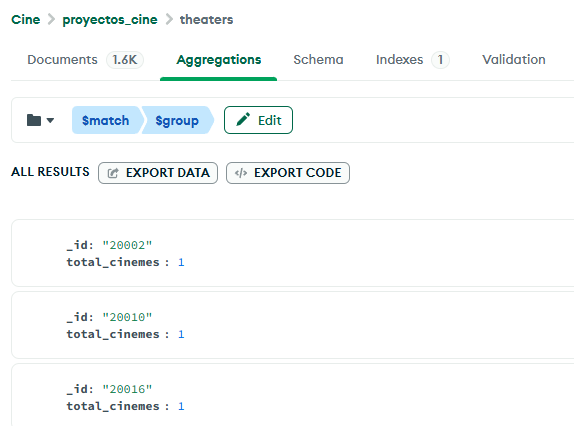 Cine > proyectos_cine > theaters
Documents 1.6K Aggregations Schema Indexes 1 Validation
$match $group Edit
ALL RESULTS EXPORT DATA </> EXPORT CODE
_id: "20002"
total_cinemes : 1
_id: "20010"
total_cinemes : 1
_id: "20016"
total_cinemes : 1